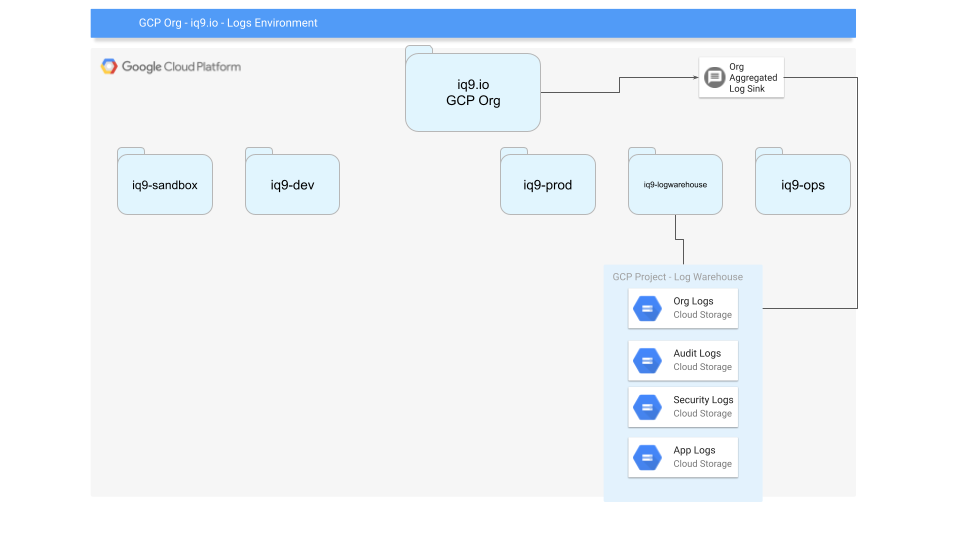 GCP Org - iq9.io - Logs Environment
Google Cloud Platform
iq9.io
GCP Org
Org
Aggregated
Log Sink
iq9-sandbox
iq9-dev
iq9-prod
iq9-logwarehouse
iq9-ops
GCP Project - Log Warehouse
Org Logs
Cloud Storage
Audit Logs
Cloud Storage
Security Logs
Cloud Storage
App Logs
Cloud Storage